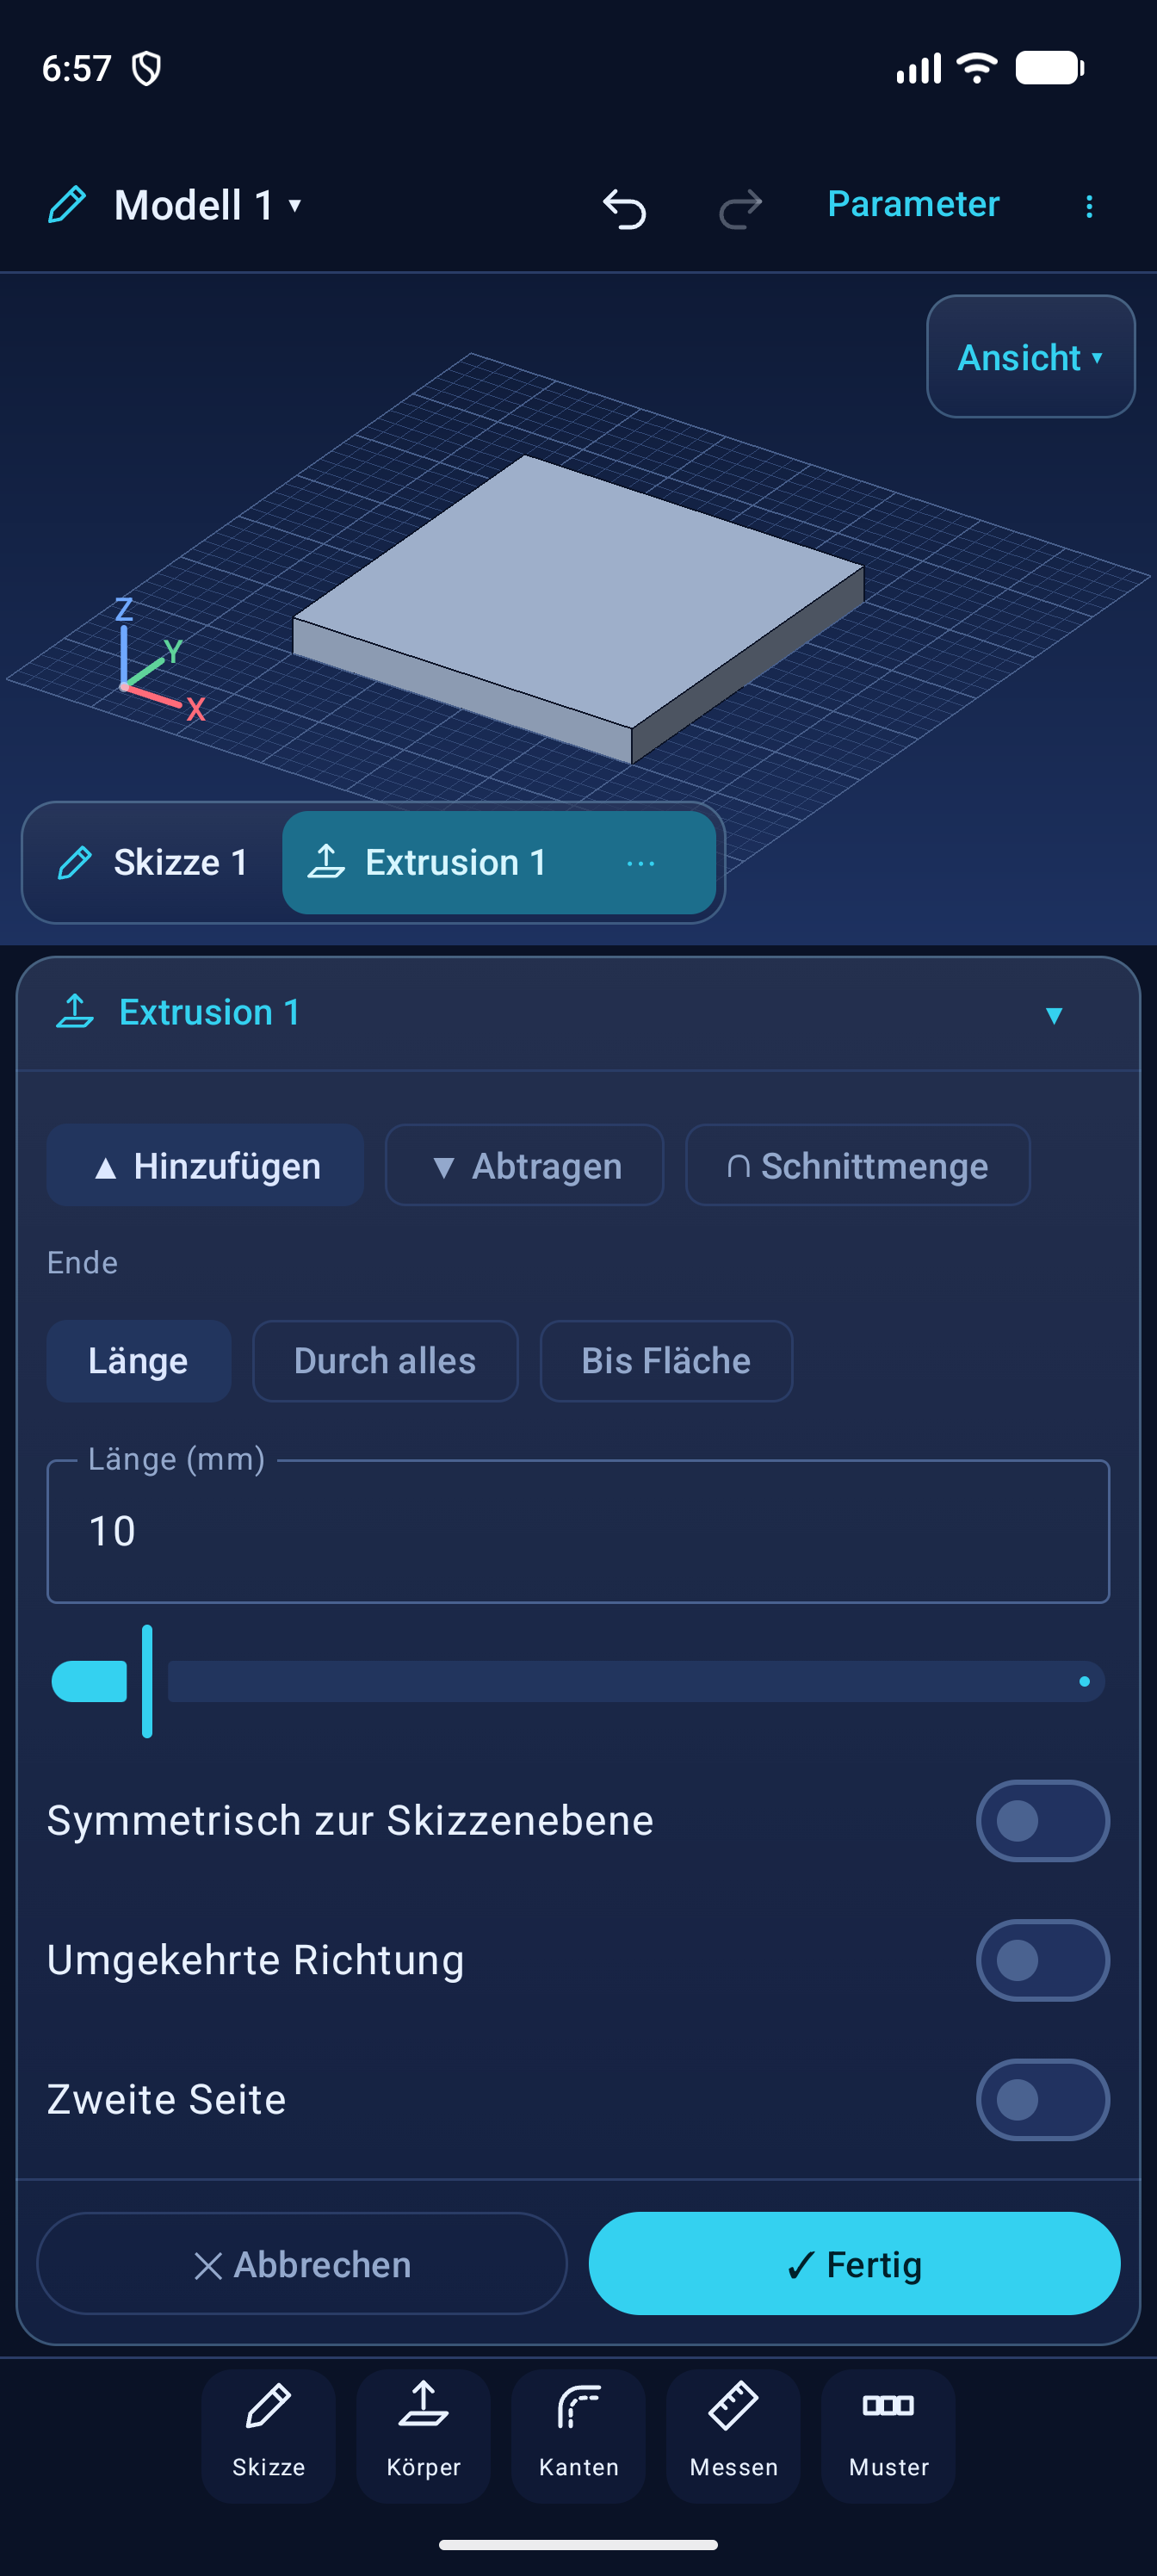 6:57
Modell 1 ▾
Parameter
Ansicht ▾
Z
Y
X
Skizze 1
Extrusion 1 ...
Extrusion 1 ▼
▲ Hinzufügen
▼ Abtragen
∩ Schnittmenge
Ende
Länge
Durch alles
Bis Fläche
Länge (mm)
10
Symmetrisch zur Skizzenebene
Umgekehrte Richtung
Zweite Seite
✕ Abbrechen
✓ Fertig
Skizze
Körper
Kanten
Messen
Muster